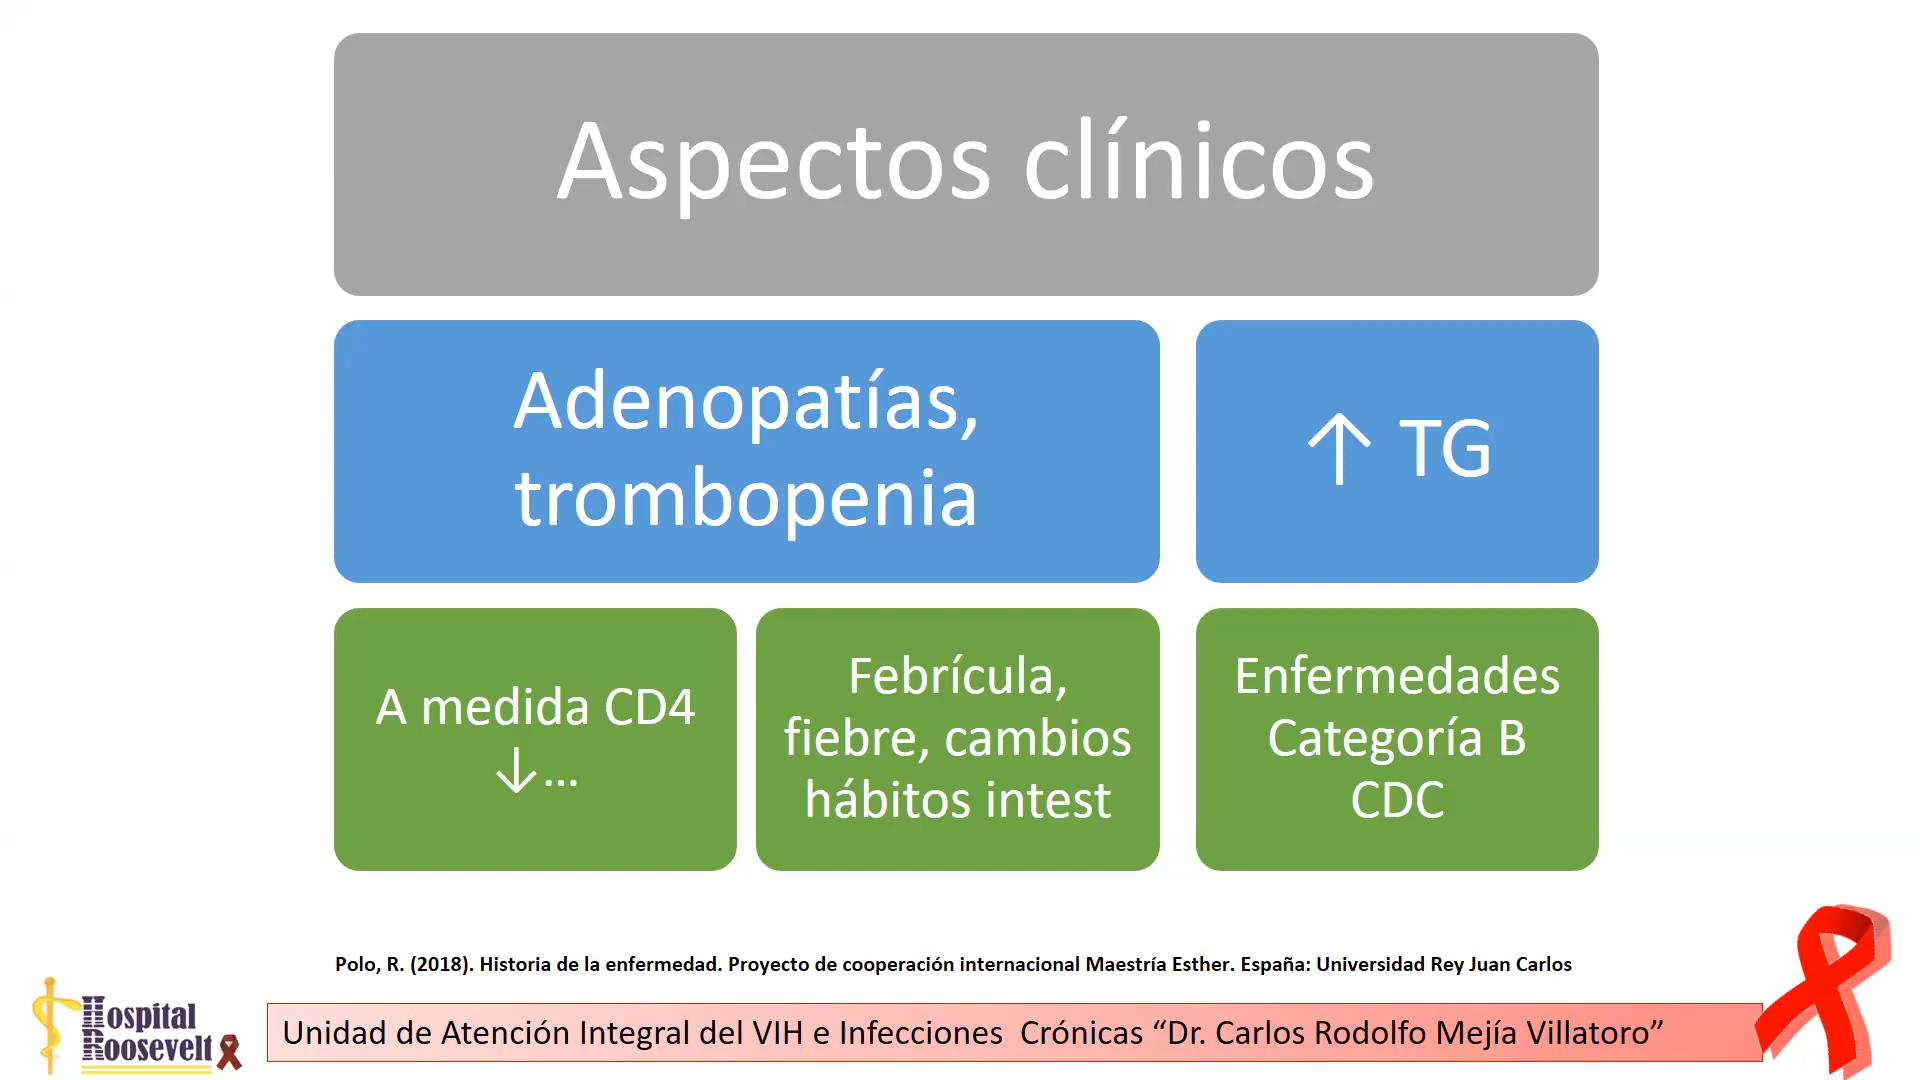 Aspectos clínicos
Adenopatías,
trombopenia
↑ TG
A medida CD4
↓...
Febrícula,
fiebre, cambios
hábitos intest
Enfermedades
Categoría B
CDC
Polo, R. (2018). Historia de la enfermedad. Proyecto de cooperación internacional Maestría Esther. España: Universidad Rey Juan Carlos
Hospital
Roosevelt
Unidad de Atención Integral del VIH e Infecciones  Crónicas “Dr. Carlos Rodolfo Mejía Villatoro”